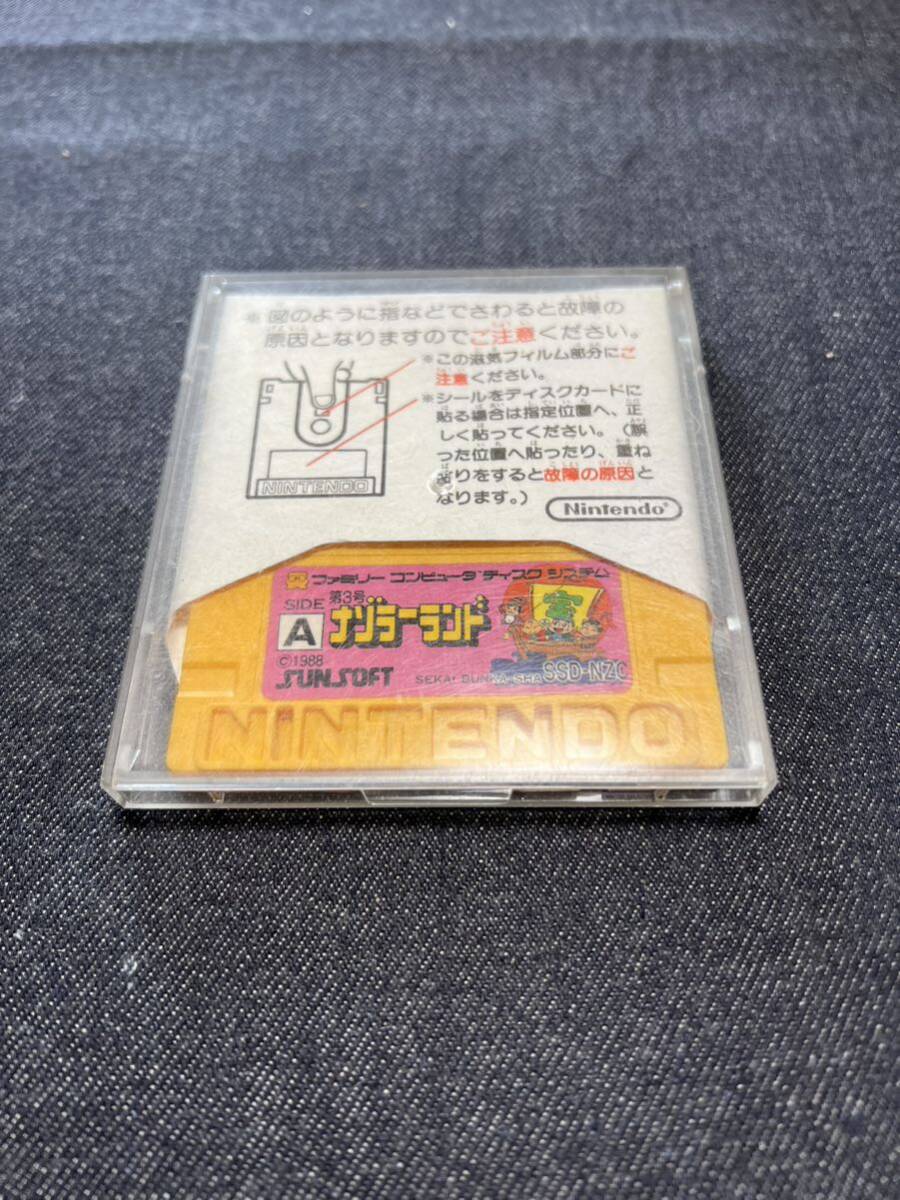 ※図のように指などでさわると故障の
原因となりますのでご注意ください。
※この磁気フィルム部分にご
注意ください。
※シールをディスクカードに
貼る場合は指定位置へ、正
しく貼ってください。(誤
った位置へ貼ったり、重ね
貼りをすると故障の原因と
なります。)
NINTENDO
Nintendo®
ファミリー コンピュータ ディスク システム
SIDE A
第3号
ナゾラーランド
宝
©1988
SUNSOFT
SEKAI BUNKA-SHA
SSD-NZC
NINTENDO